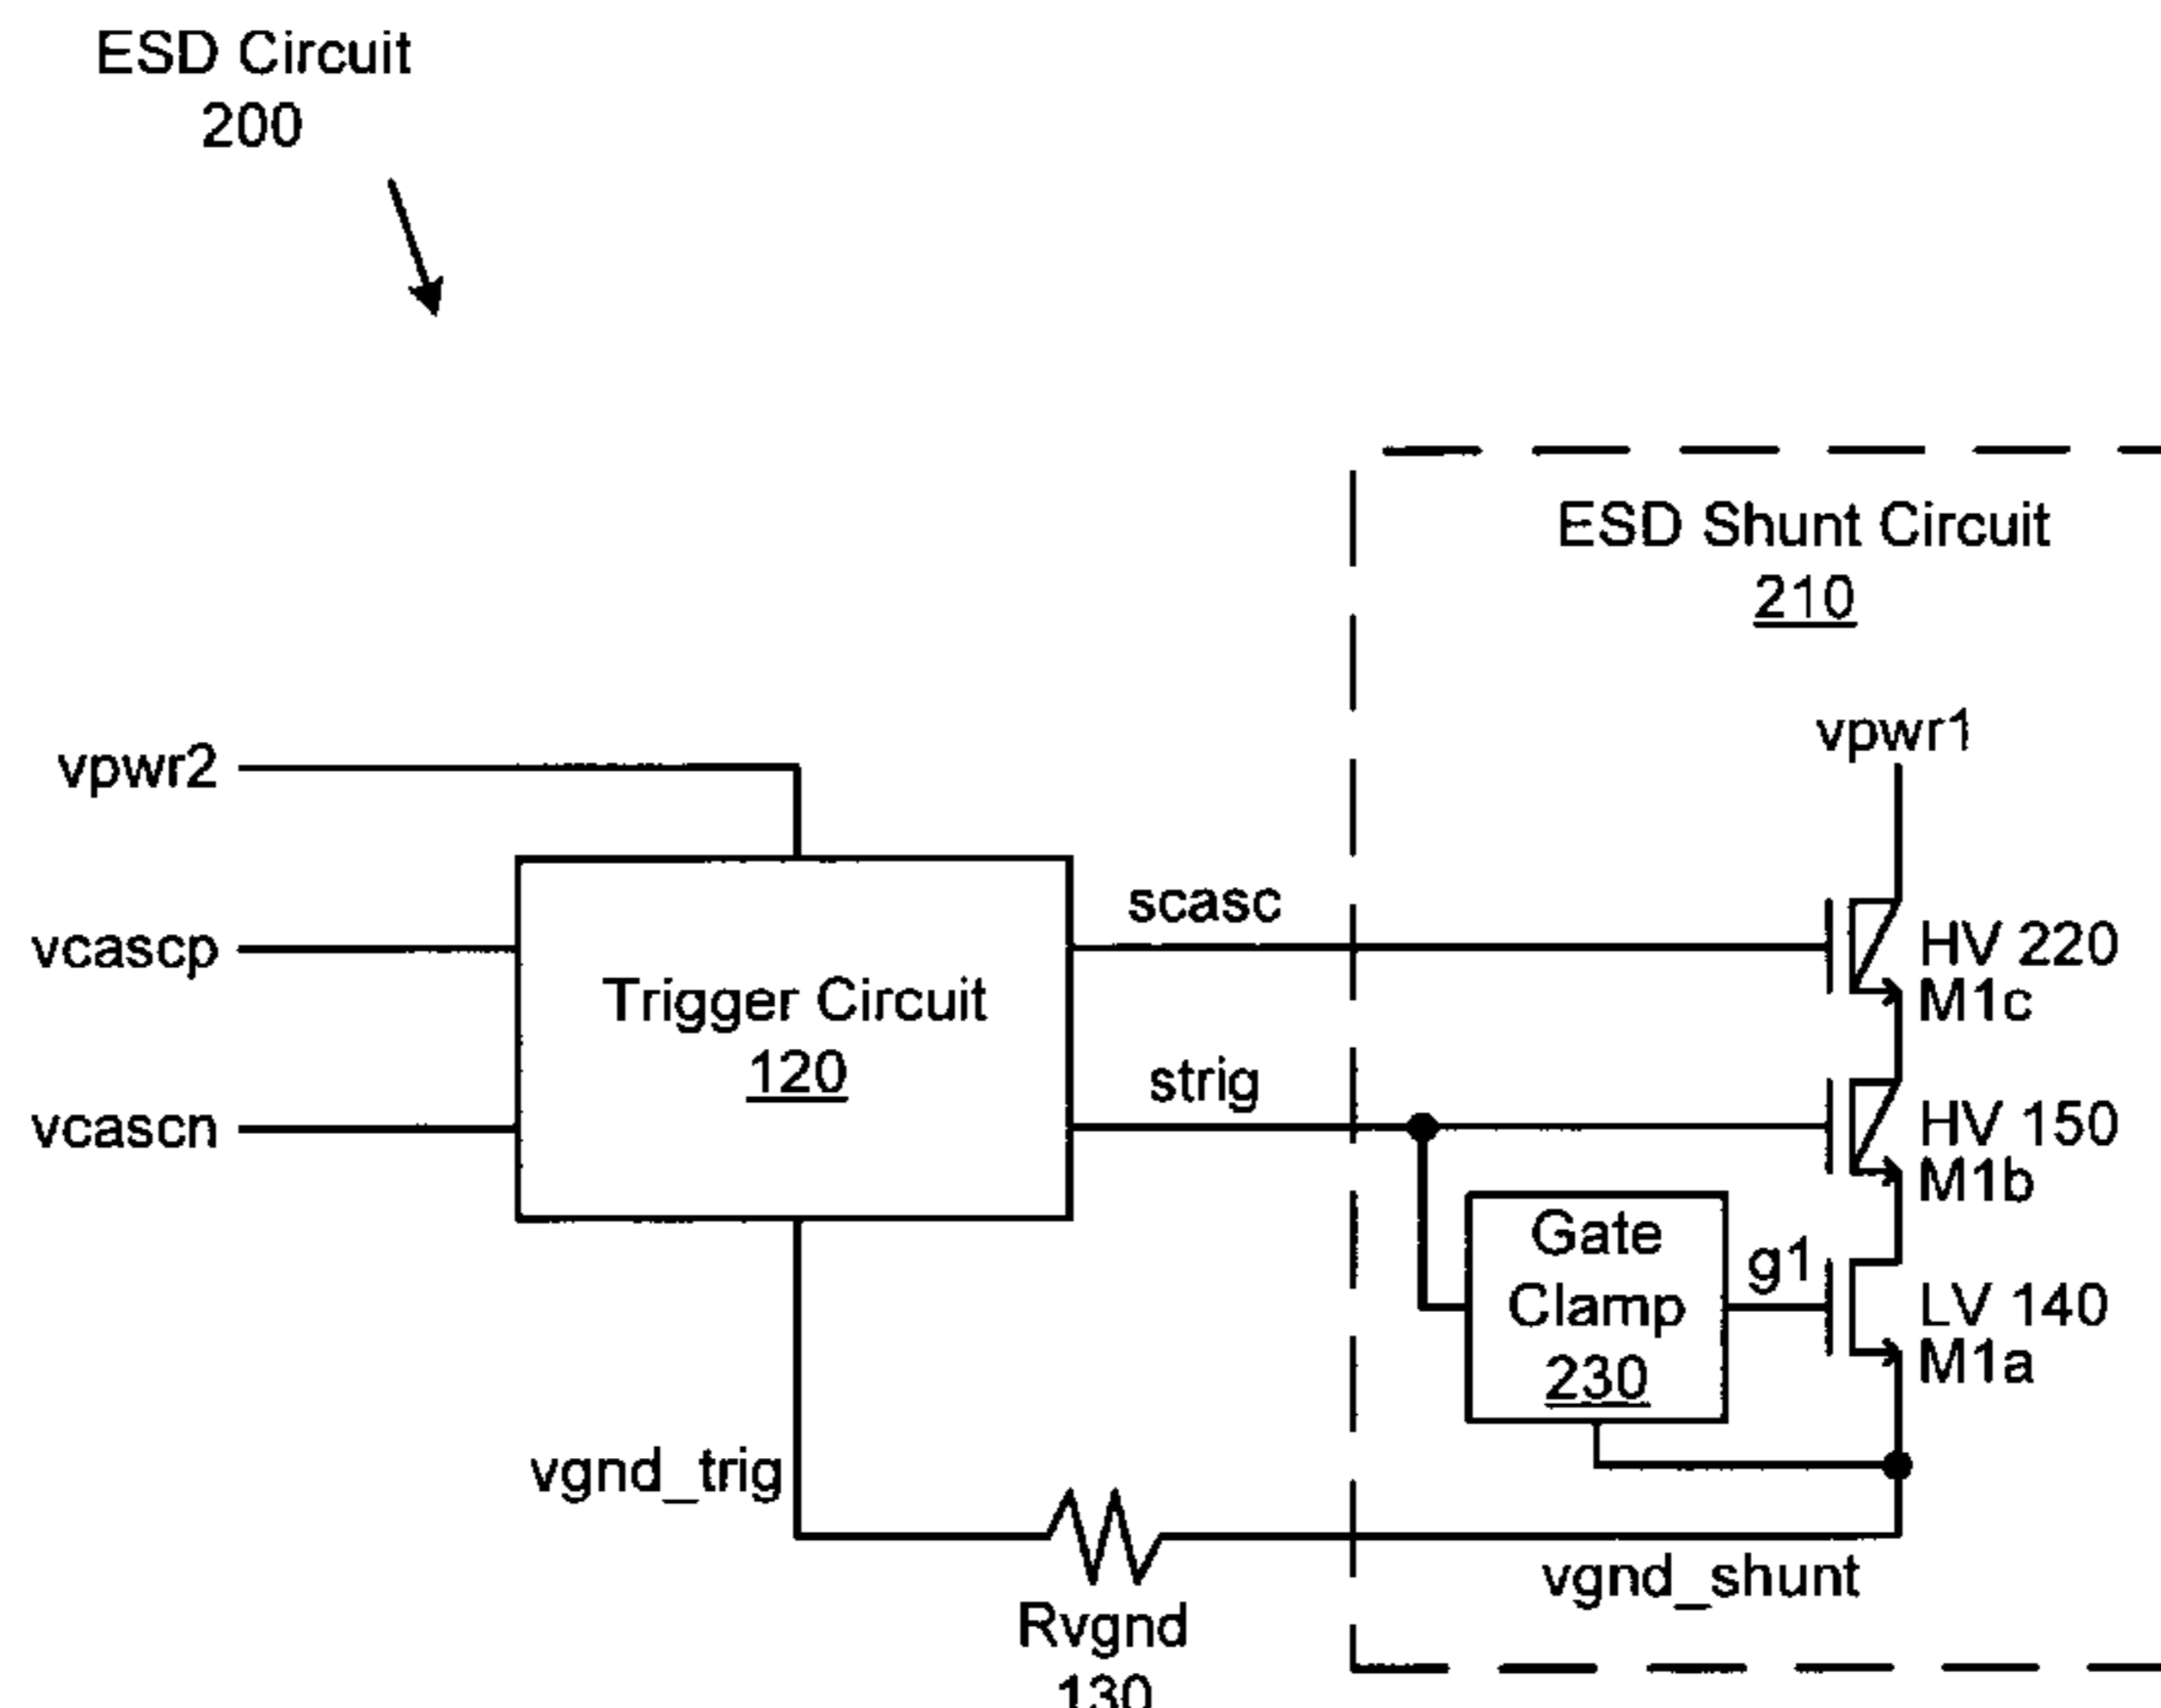 ESD Circuit
200
ESD Shunt Circuit
210
vpwr1
vpwr2
vcascp
vcascn
Trigger Circuit
120
scasc
strig
HV 220
M1c
HV 150
M1b
Gate
Clamp
230
g1
LV 140
M1a
vgnd_trig
vgnd_shunt
Rvgnd
130